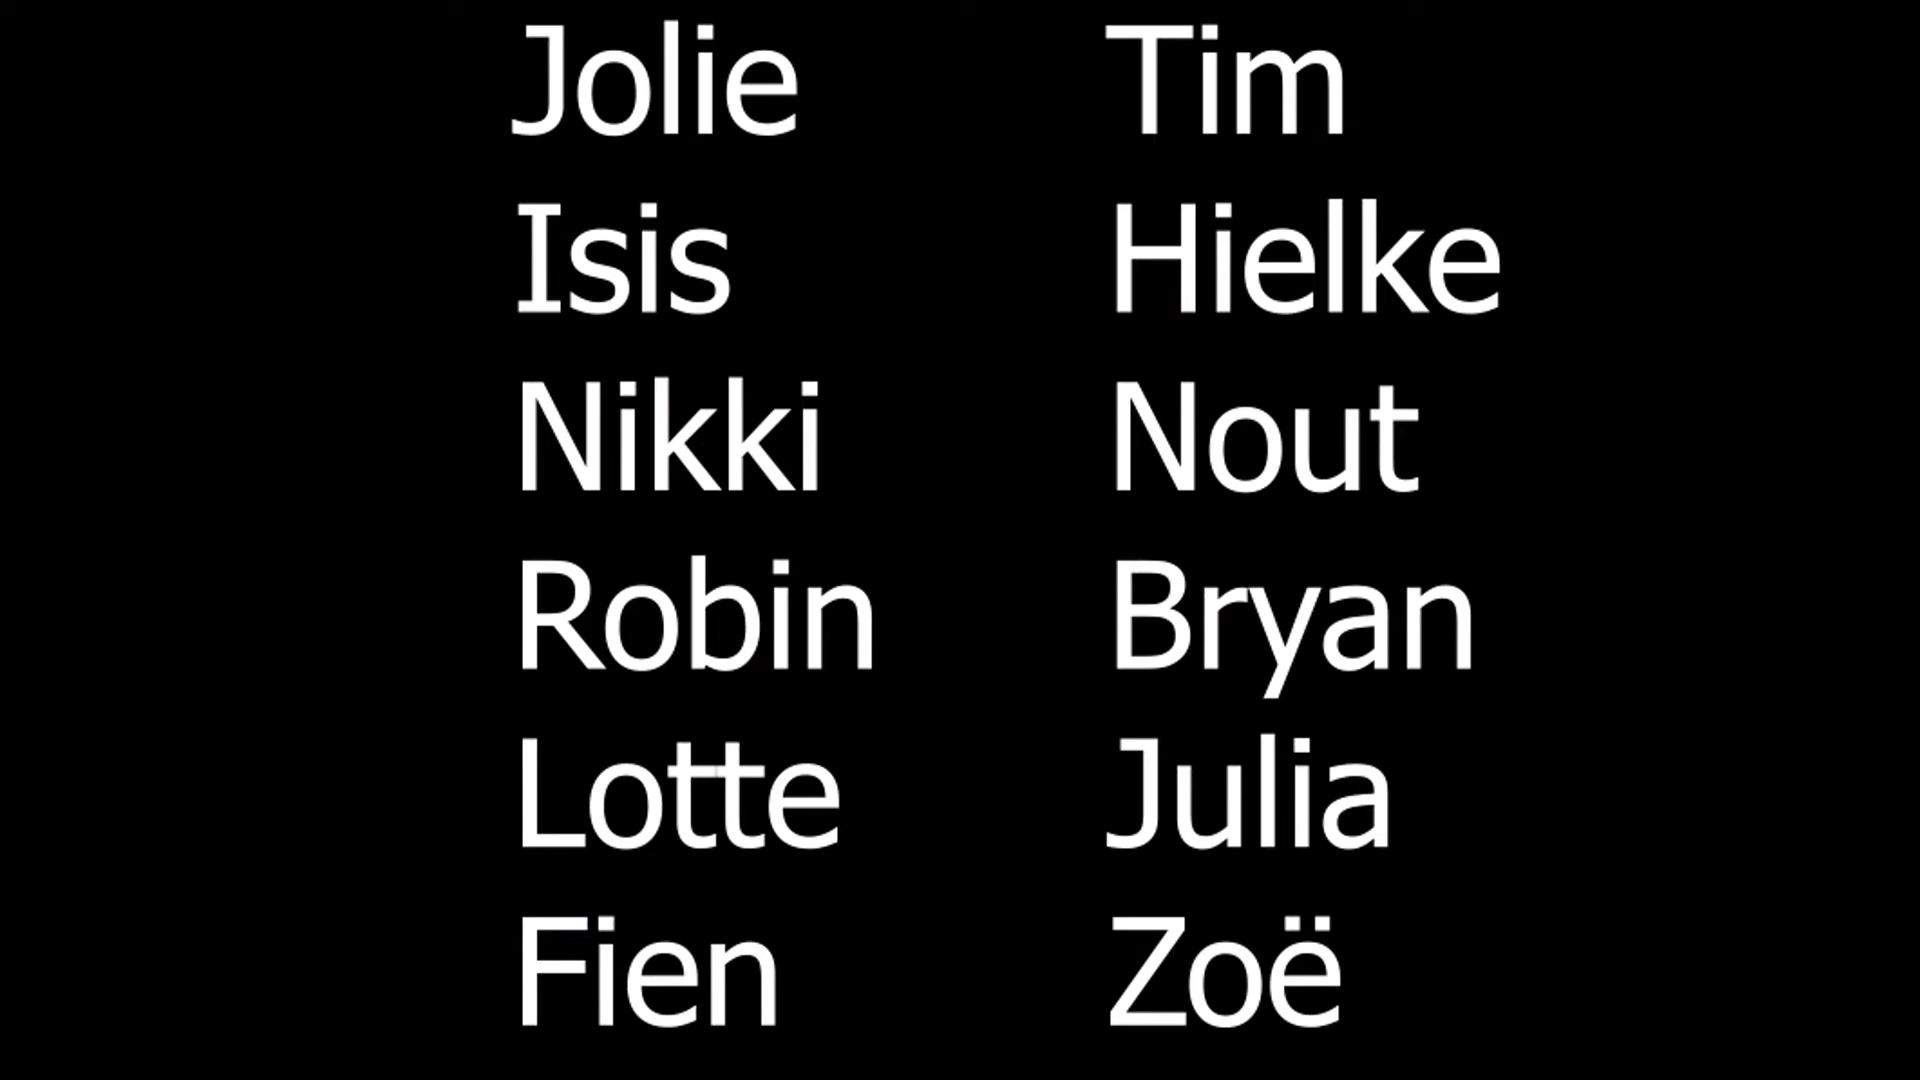 Jolie Tim
Isis Hielke
Nikki Nout
Robin Bryan
Lotte Julia
Fien Zoë